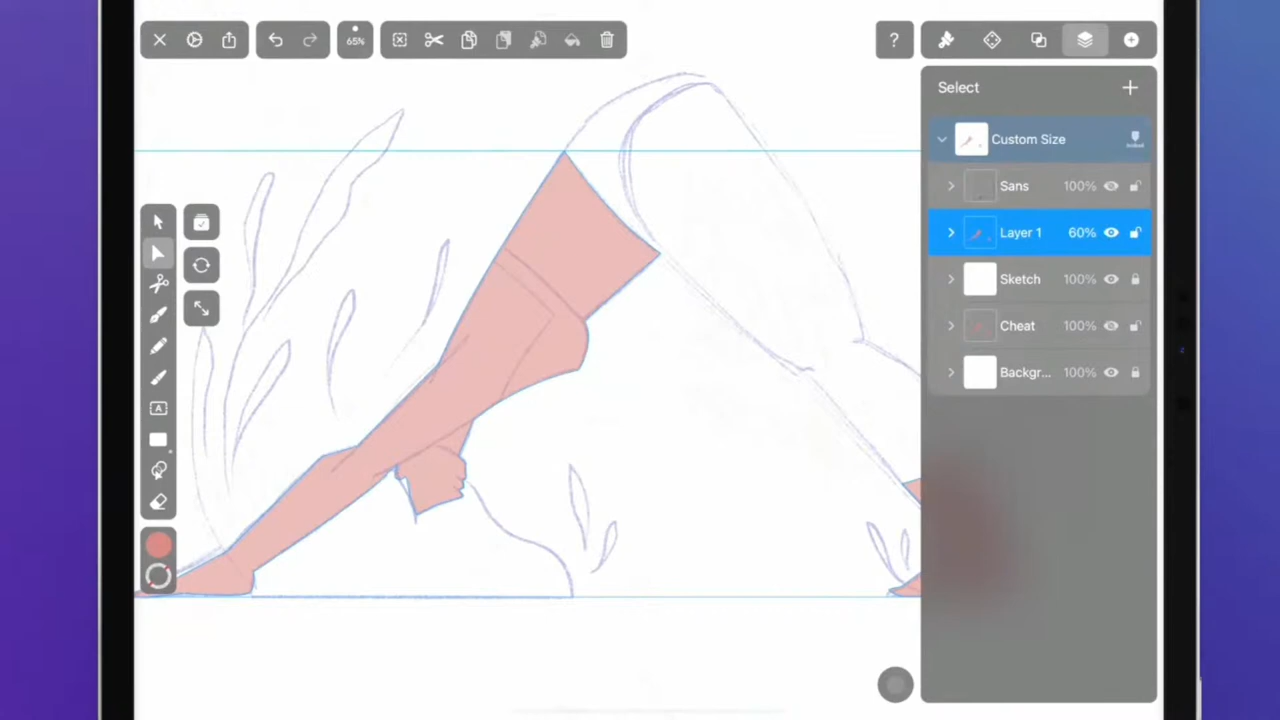 65%
?
Select
Custom Size
Sans 100%
Layer 1 60%
Sketch 100%
Cheat 100%
Backgr... 100%
A